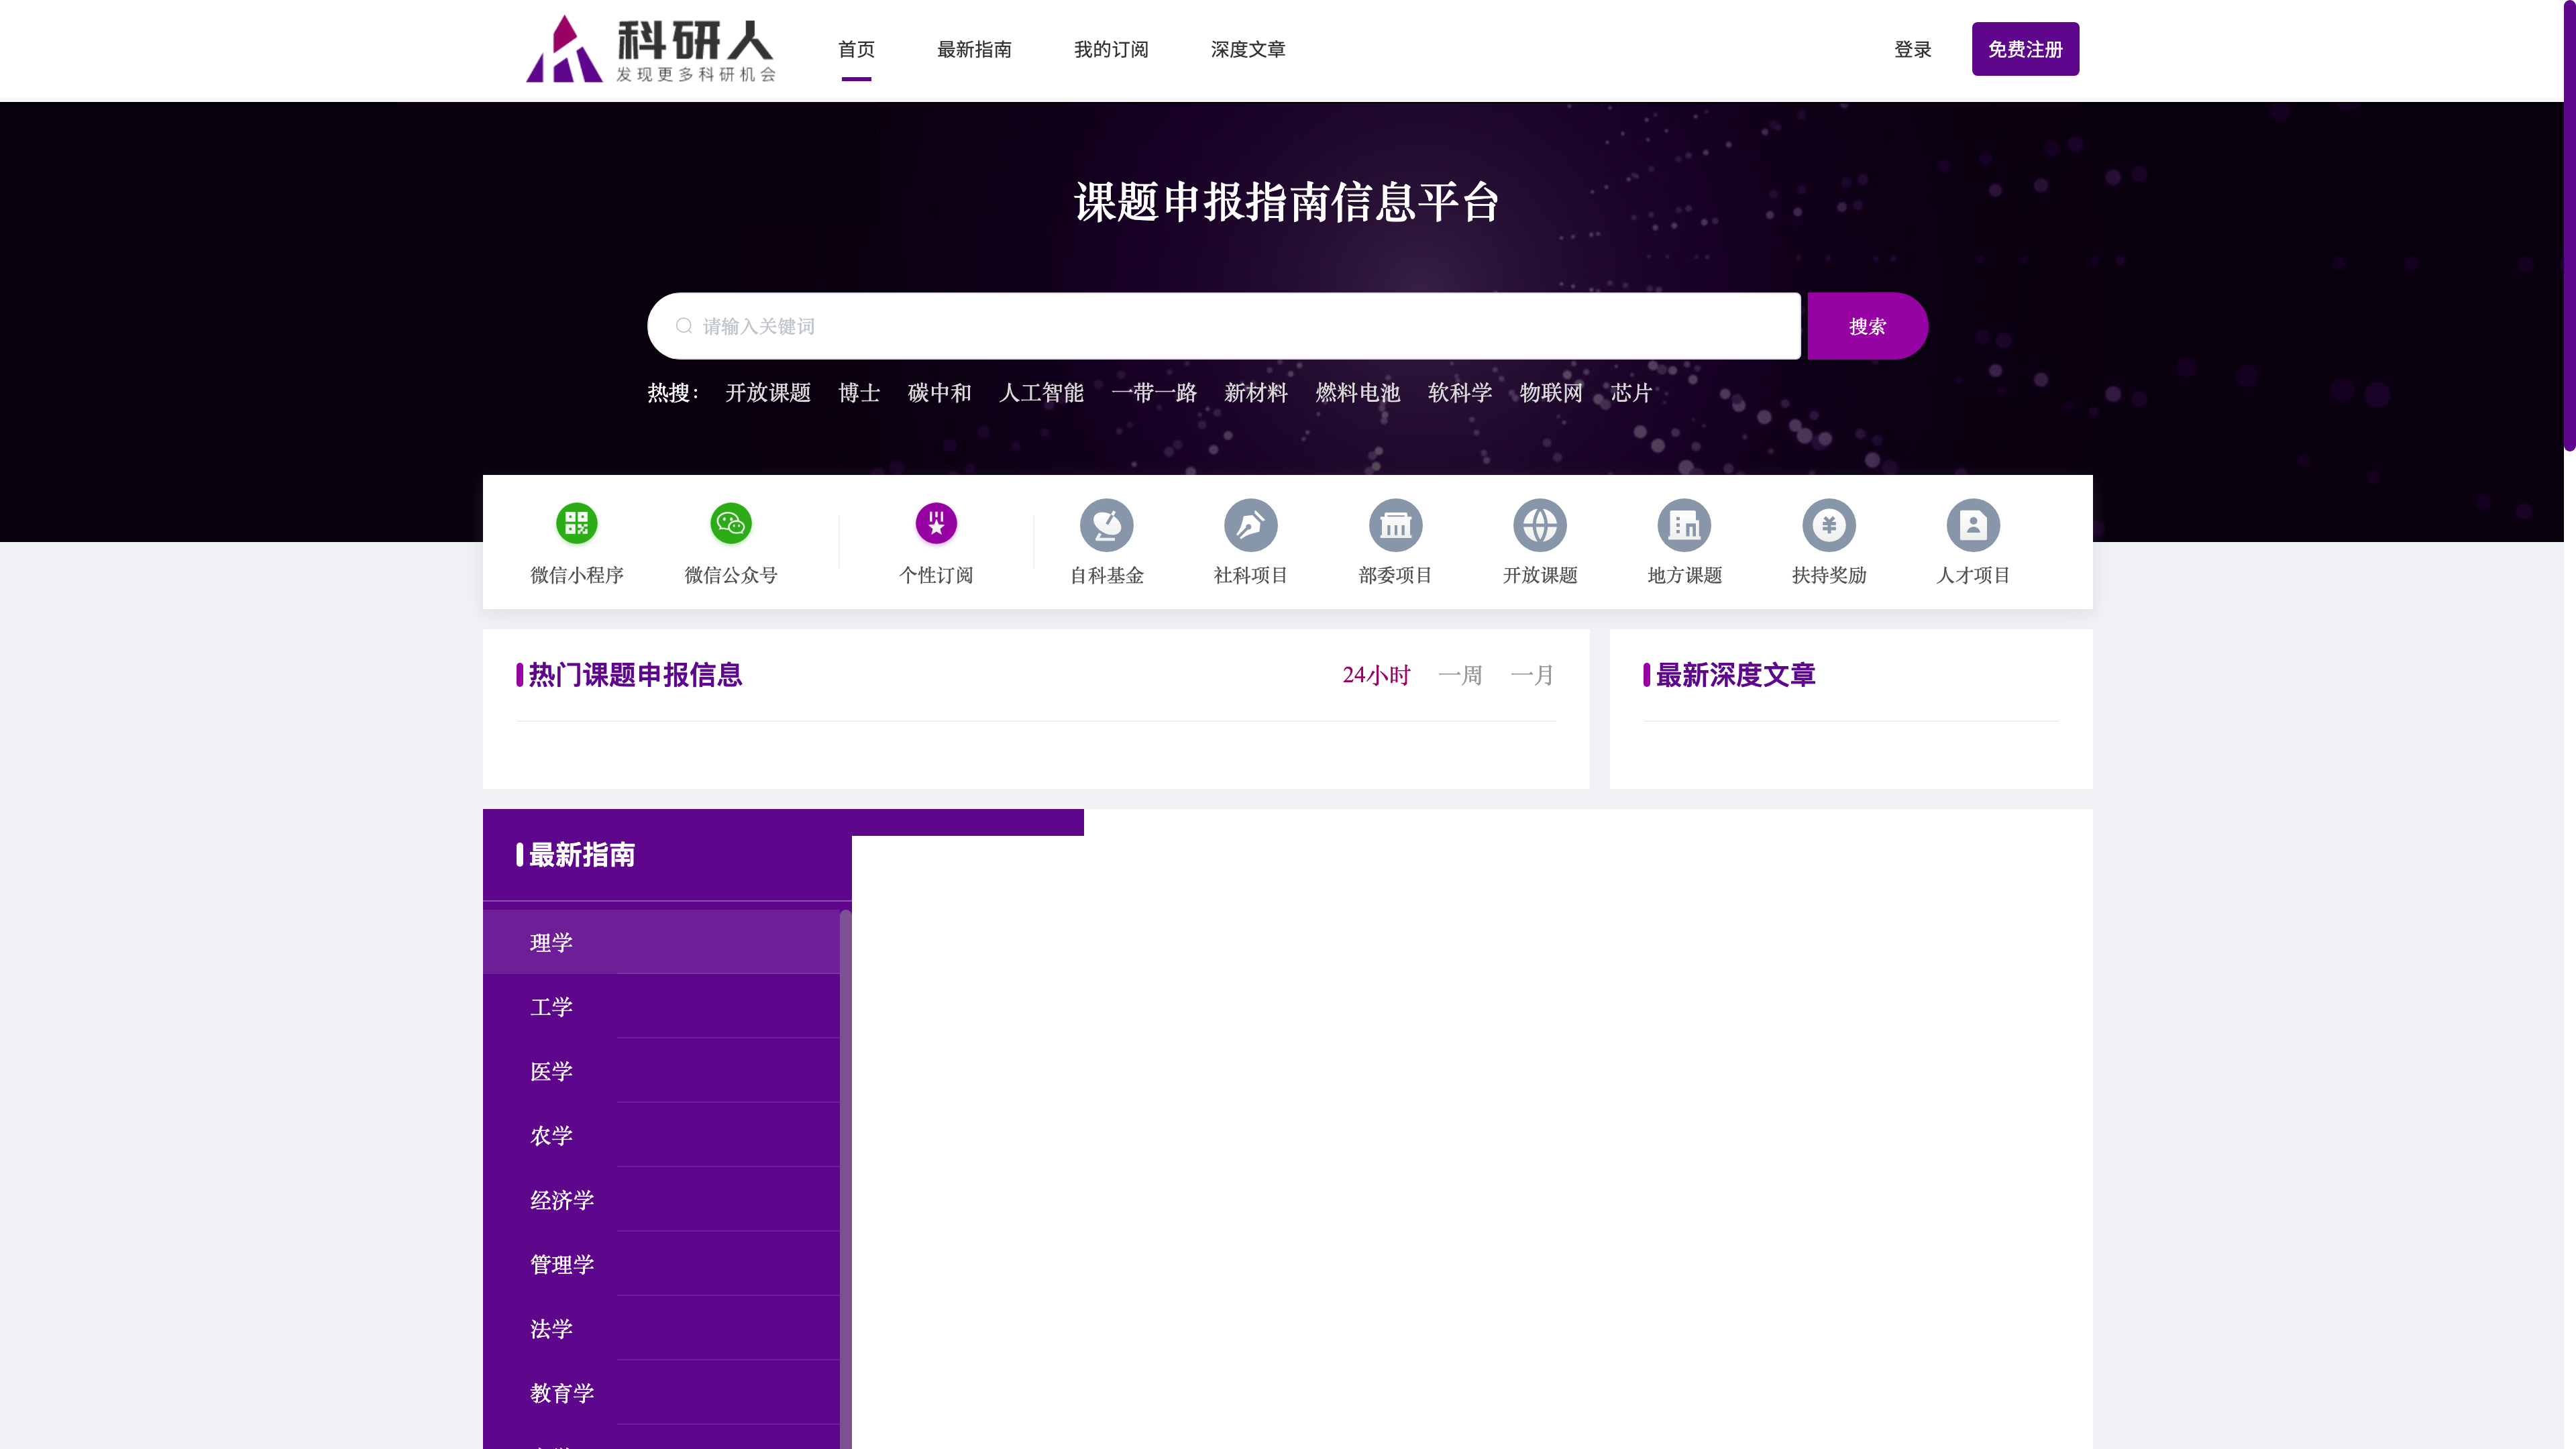 科研人
发现更多科研机会
首页 最新指南 我的订阅 深度文章 登录 免费注册
课题申报指南信息平台
请输入关键词 搜索
热搜： 开放课题 博士 碳中和 人工智能 一带一路 新材料 燃料电池 软科学 物联网 芯片
微信小程序 微信公众号 个性订阅 自科基金 社科项目 部委项目 开放课题 地方课题 扶持奖励 人才项目
热门课题申报信息 24小时 一周 一月
最新深度文章
最新指南
理学
工学
医学
农学
经济学
管理学
法学
教育学